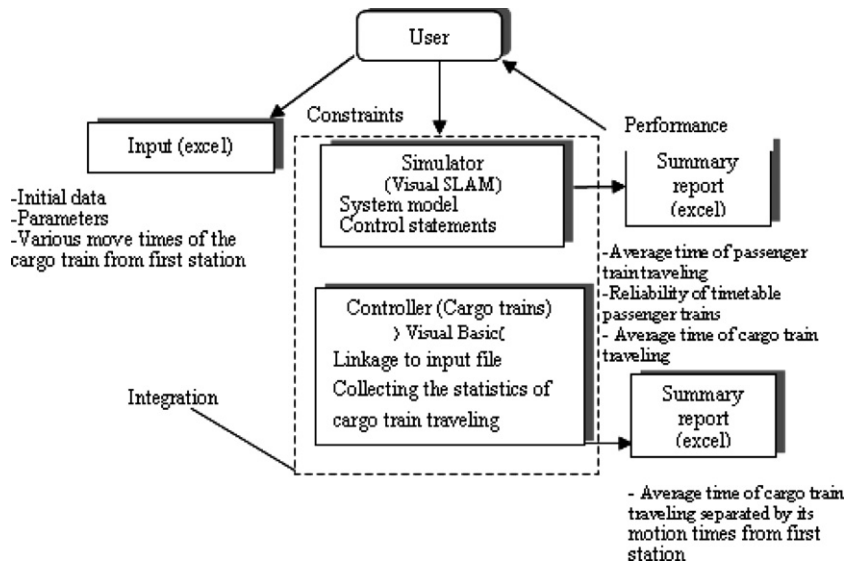 User
Constraints
Input (excel)
-Initial data
-Parameters
-Various move times of the
cargo train from first station
Simulator
(Visual SLAM)
System model
Control statements
Performance
Summary
report
(excel)
-Average time of passenger
train traveling
-Reliability of timetable
passenger trains
- Average time of cargo train
traveling
Controller (Cargo trains)
) Visual Basic(
Linkage to input file
Collecting the statistics of
cargo train traveling
Integration
Summary
report
(excel)
- Average time of cargo train
traveling separated by its
motion times from first
station